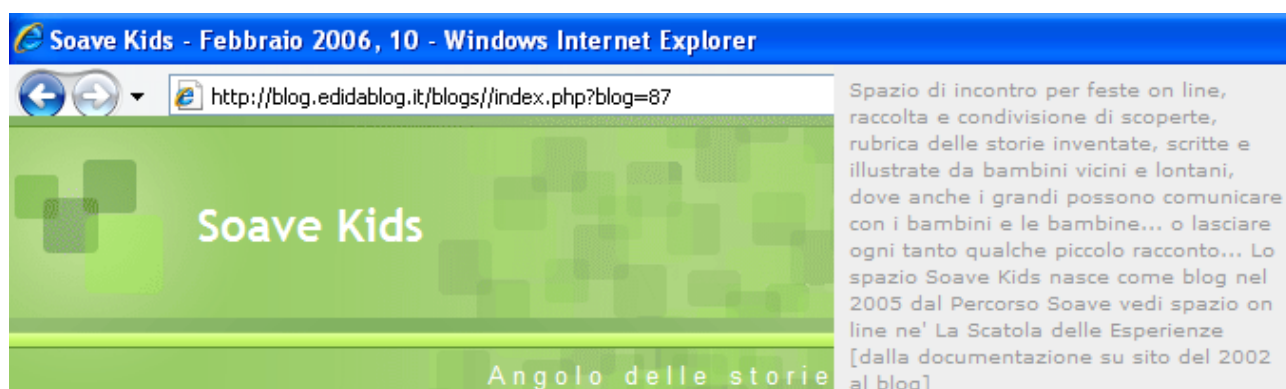 Soave Kids - Febbraio 2006, 10 - Windows Internet Explorer
http://blog.edidablog.it/blogs//index.php?blog=87
Soave Kids
Angolo delle storie
Spazio di incontro per feste on line,
raccolta e condivisione di scoperte,
rubrica delle storie inventate, scritte e
illustrate da bambini vicini e lontani,
dove anche i grandi possono comunicare
con i bambini e le bambine... o lasciare
ogni tanto qualche piccolo racconto... Lo
spazio Soave Kids nasce come blog nel
2005 dal Percorso Soave vedi spazio on
line ne' La Scatola delle Esperienze
[dalla documentazione su sito del 2002
al blog]